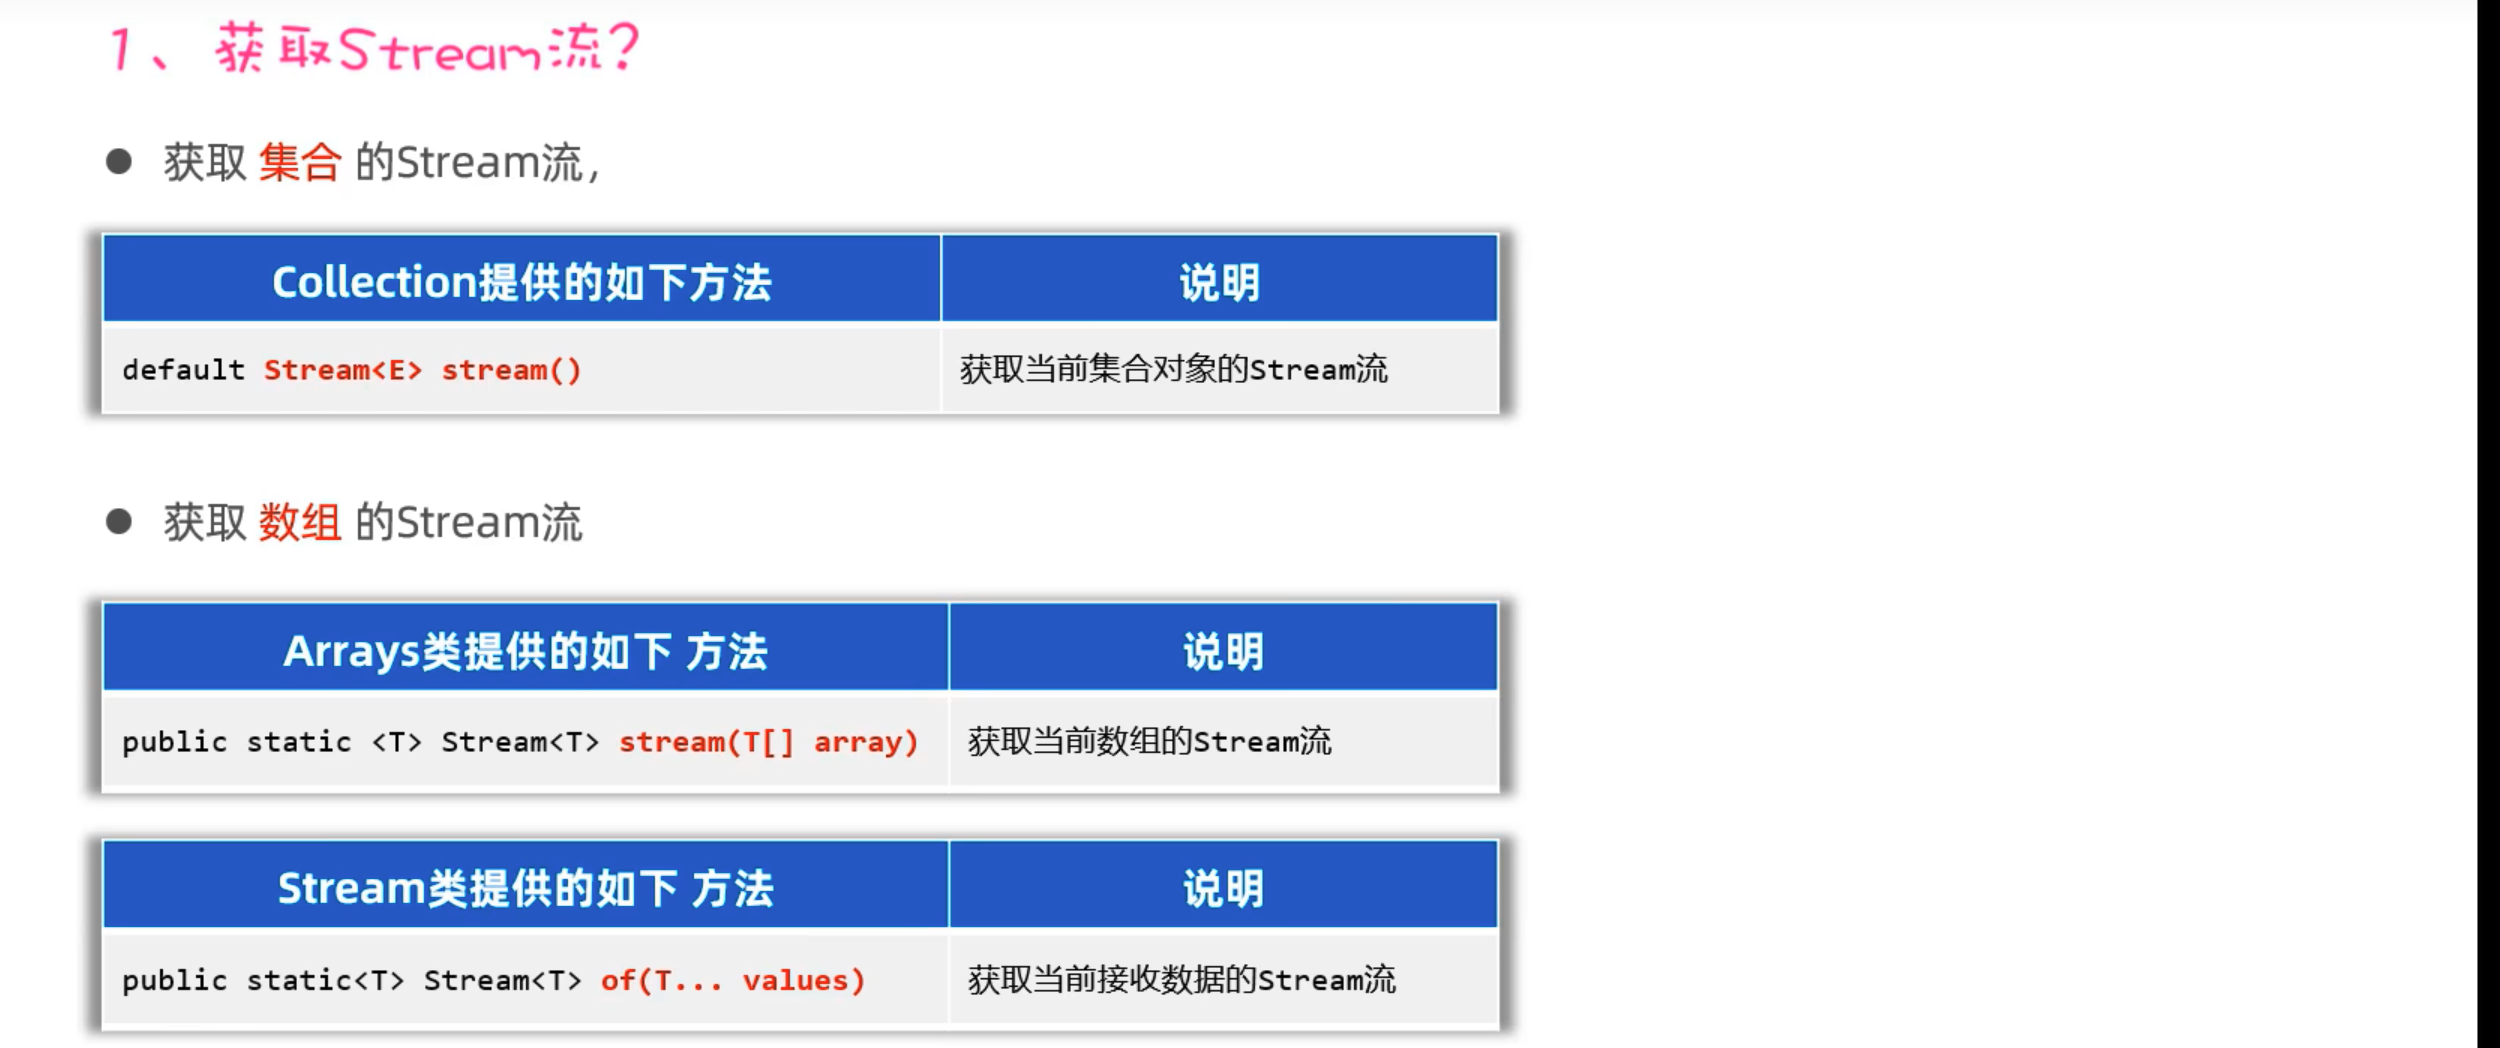 1、获取Stream流？
● 获取 集合 的Stream流，
Collection提供的如下方法 说明
default Stream<E> stream() 获取当前集合对象的Stream流
● 获取 数组 的Stream流
Arrays类提供的如下 方法 说明
public static <T> Stream<T> stream(T[] array) 获取当前数组的Stream流
Stream类提供的如下 方法 说明
public static<T> Stream<T> of(T... values) 获取当前接收数据的Stream流